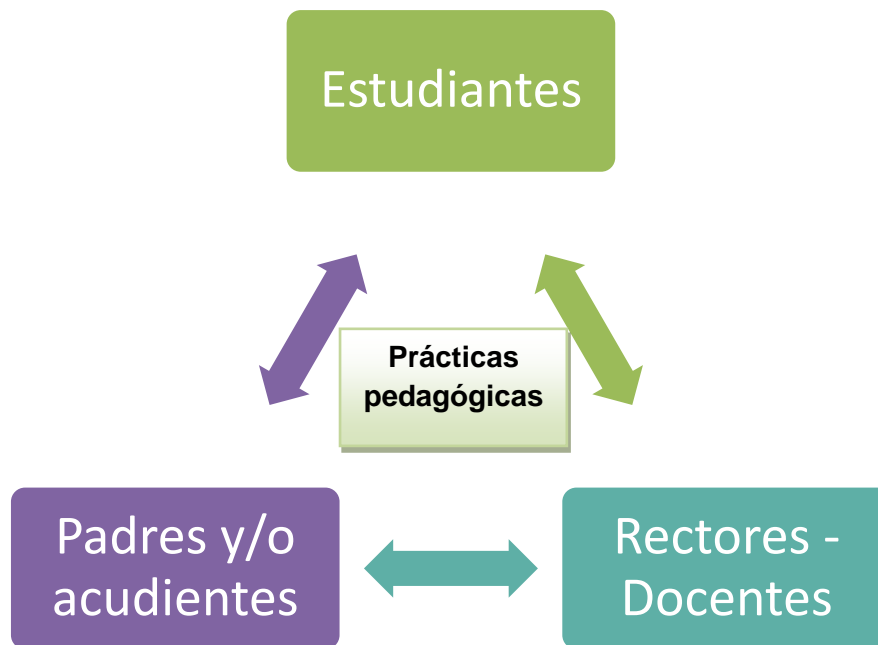 Estudiantes
Prácticas
pedagógicas
Padres y/o
acudientes
Rectores -
Docentes